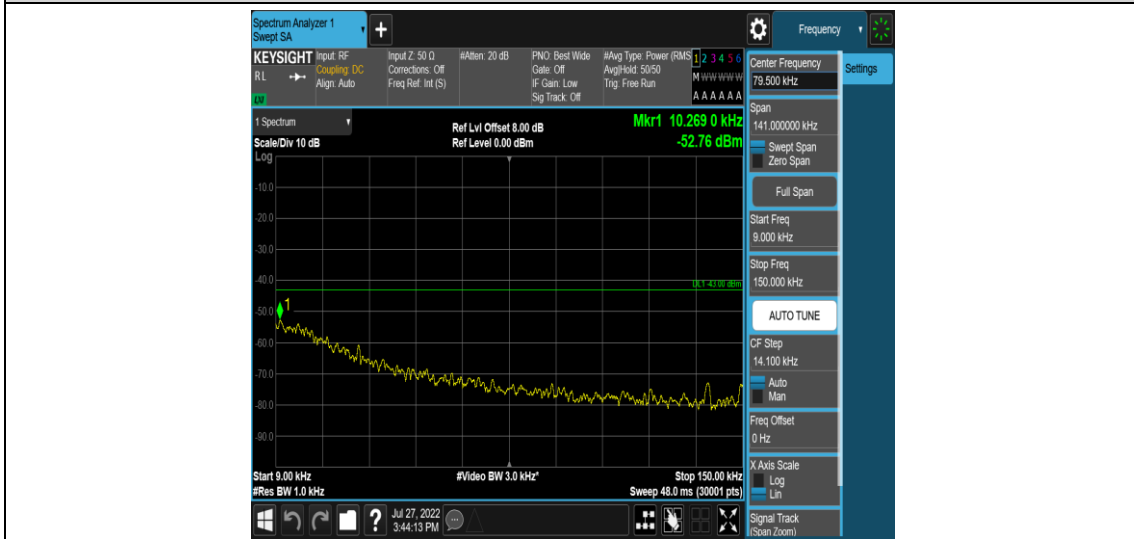 Spectrum Analyzer 1
Swept SA
+
Frequency
KEYSIGHT
RL
LXI
Input: RF
Coupling: DC
Align: Auto
Input Z: 50 Ω
Corrections: Off
Freq Ref: Int (S)
#Atten: 20 dB
PNO: Best Wide
Gate: Off
IF Gain: Low
Sig Track: Off
#Avg Type: Power (RMS
Avg|Hold: 50/50
Trig: Free Run
1 2 3 4 5 6
M W W W W W
A A A A A A
1 Spectrum
Scale/Div 10 dB
Log
Ref Lvl Offset 8.00 dB
Ref Level 0.00 dBm
Mkr1 10.269 0 kHz
-52.76 dBm
-10.0
-20.0
-30.0
-40.0
DL1 -43.00 dBm
-50.0
1
-60.0
-70.0
-80.0
-90.0
Start 9.00 kHz
#Res BW 1.0 kHz
#Video BW 3.0 kHz*
Stop 150.00 kHz
Sweep 48.0 ms (30001 pts)
Jul 27, 2022
3:44:13 PM
Center Frequency
79.500 kHz
Settings
Span
141.000000 kHz
Swept Span
Zero Span
Full Span
Start Freq
9.000 kHz
Stop Freq
150.000 kHz
AUTO TUNE
CF Step
14.100 kHz
Auto
Man
Freq Offset
0 Hz
X Axis Scale
Log
Lin
Signal Track
(Span Zoom)